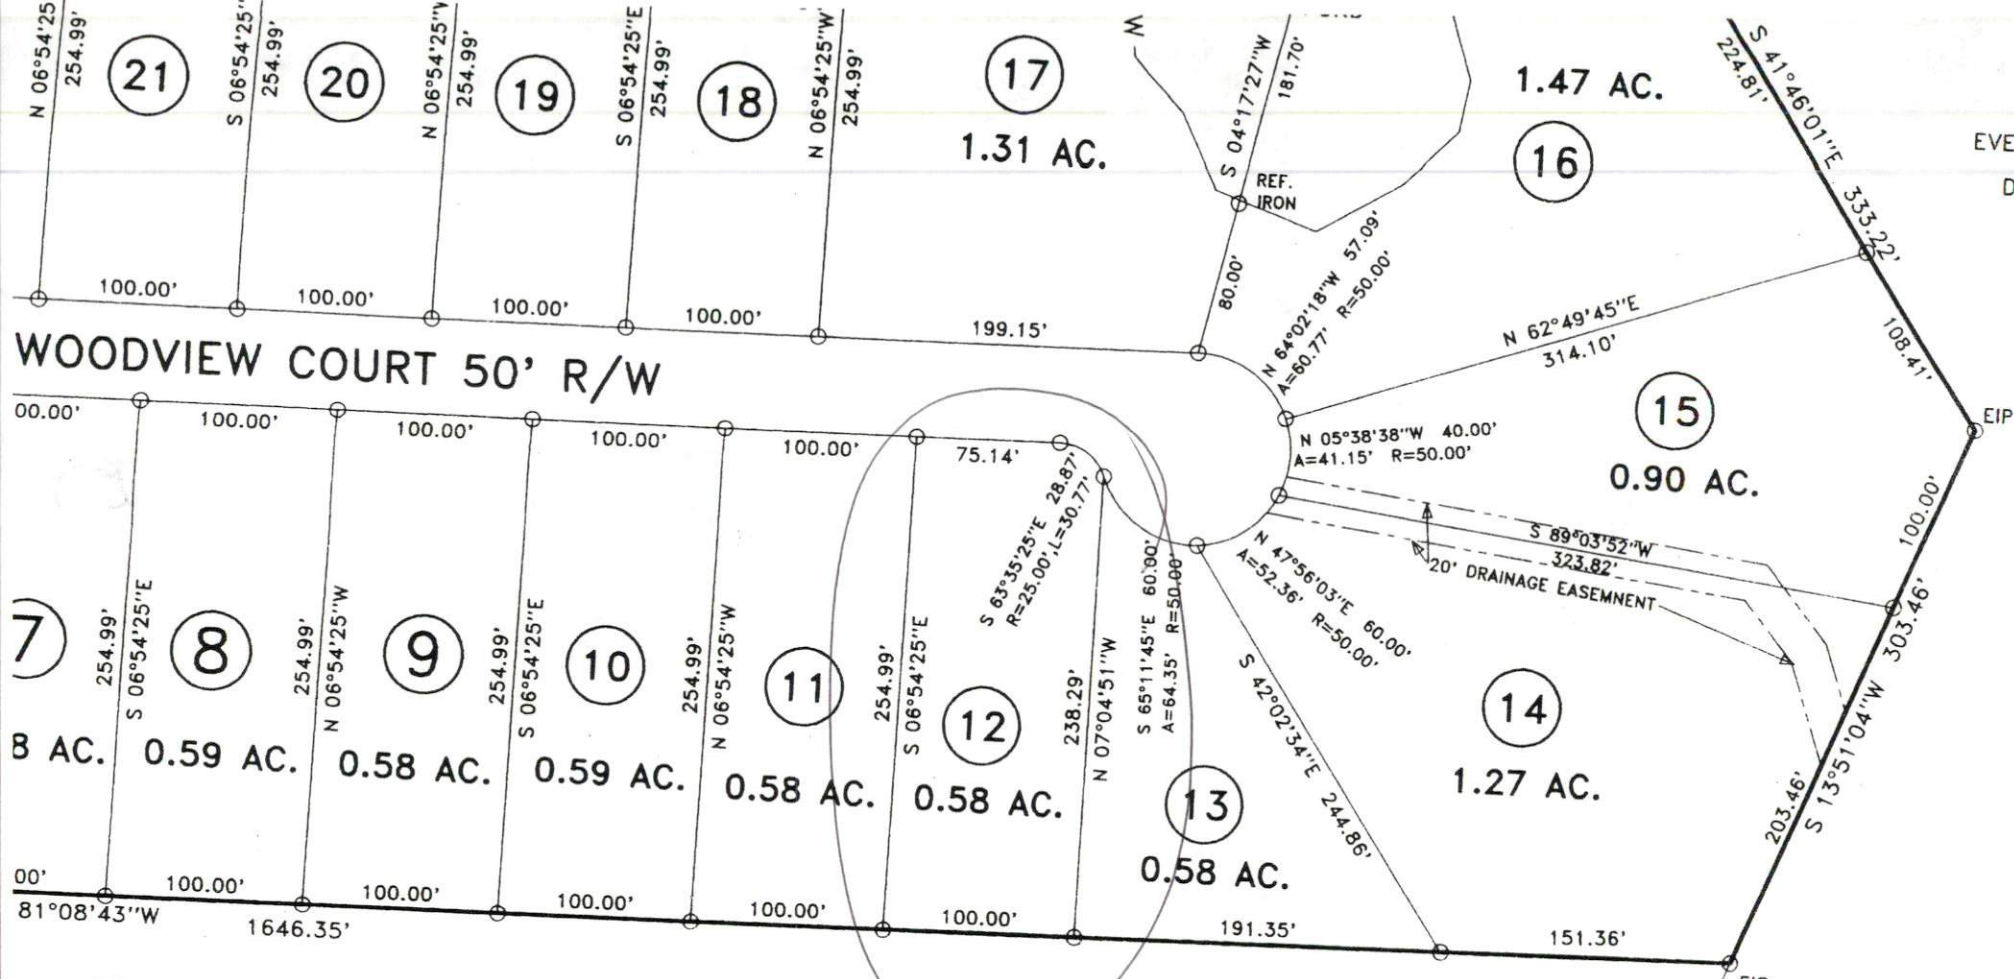 N 06°54'25
254.99'
21
S 06°54'25"
254.99'
20
N 06°54'25"W
254.99'
19
S 06°54'25"E
254.99'
18
N 06°54'25"W
254.99'
17
1.31 AC.
W
S 04°17'27"W
181.70'
REF.
IRON
80.00'
1.47 AC.
16
S 41°46'01"E 333.22'
224.81'
EVE
D
100.00'
100.00'
100.00'
100.00'
199.15'
N 64°02'18"W 57.09'
A=60.77' R=50.00'
N 62°49'45"E
314.10'
108.41'
WOODVIEW COURT 50' R/W
15
0.90 AC.
EIP
00.00'
100.00'
100.00'
100.00'
100.00'
75.14'
N 05°38'38"W 40.00'
A=41.15' R=50.00'
S 63°35'25"E 28.87'
R=25.00',L=30.77'
S 65°11'45"E 60.00'
A=64.35' R=50.00'
N 47°56'03"E 60.00'
A=52.36' R=50.00'
S 89°03'52"W
323.82'
20' DRAINAGE EASEMNENT
100.00'
S 13°51'04"W 303.46'
203.46'
7
8 AC.
254.99'
S 06°54'25"E
8
0.59 AC.
254.99'
N 06°54'25"W
9
0.58 AC.
254.99'
S 06°54'25"E
10
0.59 AC.
254.99'
N 06°54'25"W
11
0.58 AC.
254.99'
S 06°54'25"E
12
0.58 AC.
238.29'
N 07°04'51"W
13
0.58 AC.
S 42°02'34"E 244.86'
14
1.27 AC.
00'
100.00'
100.00'
100.00'
100.00'
100.00'
191.35'
151.36'
81°08'43"W
1646.35'